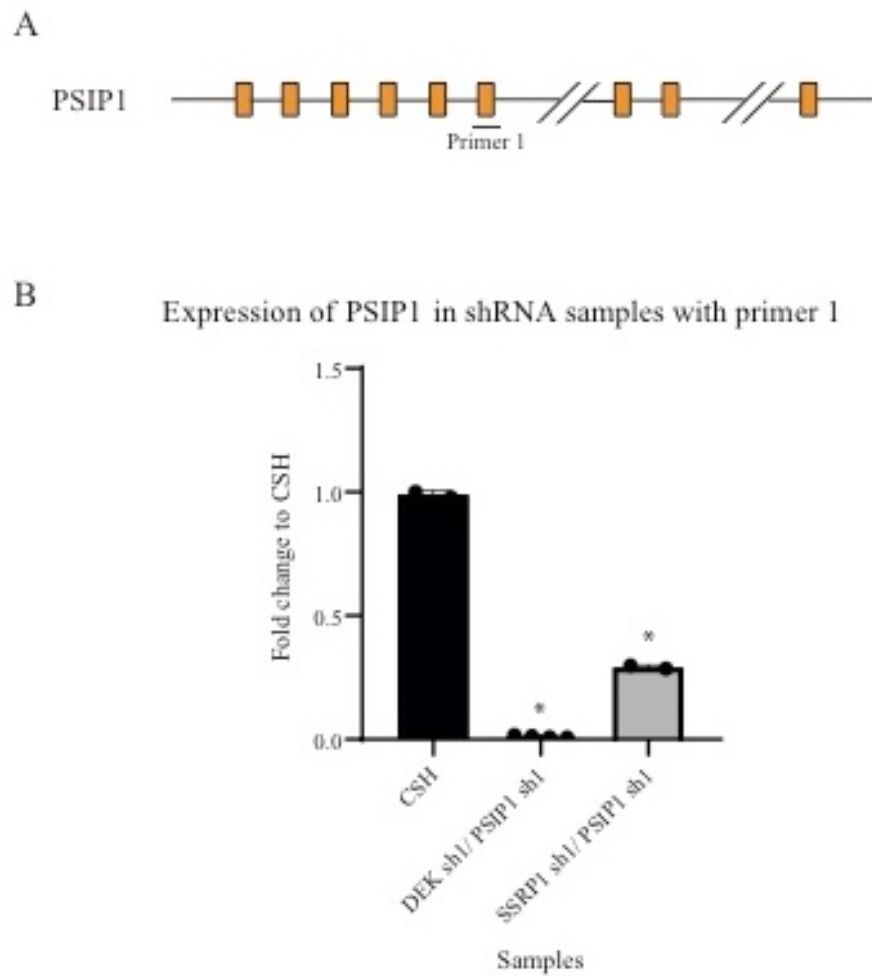 A
PSIP1
Primer 1
B
Expression of PSIP1 in shRNA samples with primer 1
1.5
1.0
0.5
0.0
Fold change to CSH
*
*
CSH
DEK sh1/ PSIP1 sh1
SSRP1 sh1/ PSIP1 sh1
Samples